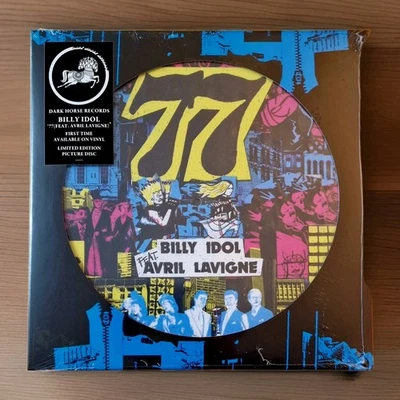 DARK HORSE RECORDS
BILLY IDOL
(FEAT. AVRIL LAVIGNE)
FIRST TIME
AVAILABLE ON VINYL
LIMITED EDITION
PICTURE DISC
77
BILLY IDOL
FEAT.
AVRIL LAVIGNE